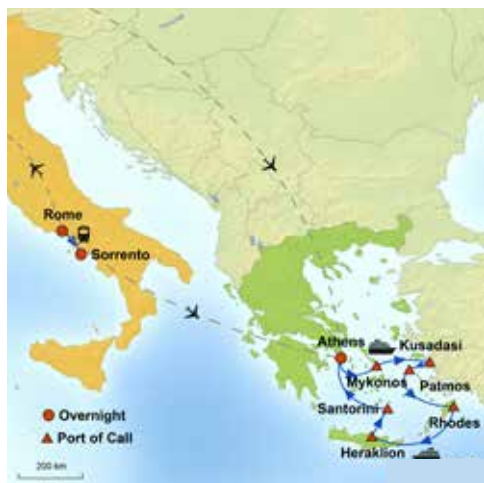 Rome
Sorrento
Athens
Kusadasi
Mykonos
Patmos
Santorini
Rhodes
Heraklion
Overnight
Port of Call
200 km